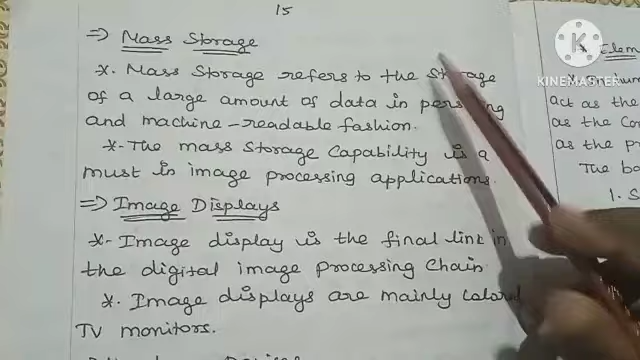 15
⇒ Mass Storage
*. Mass Storage refers to the Storage
of a large amount of data in
and machine-readable fashion.
*- The mass Storage Capability is a
must in image processing applications.
⇒ Image Displays
*- Image display is the final link in
the digital image processing Chain.
*. Image displays are mainly
TV monitors.
act as the
as the
as the
The
1. S
KINEMASTER